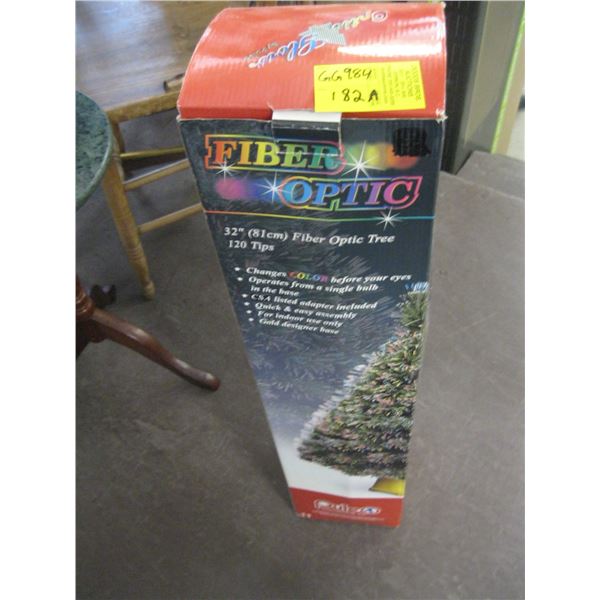 GG984
182A
FIBER
OPTIC
32" (81cm) Fiber Optic Tree
120 Tips
• Changes COLOR before your eyes
• Operates from a single bulb
in the base
• CSA listed adapter included
• Quick & easy assembly
• For indoor use only
• Gold designer base